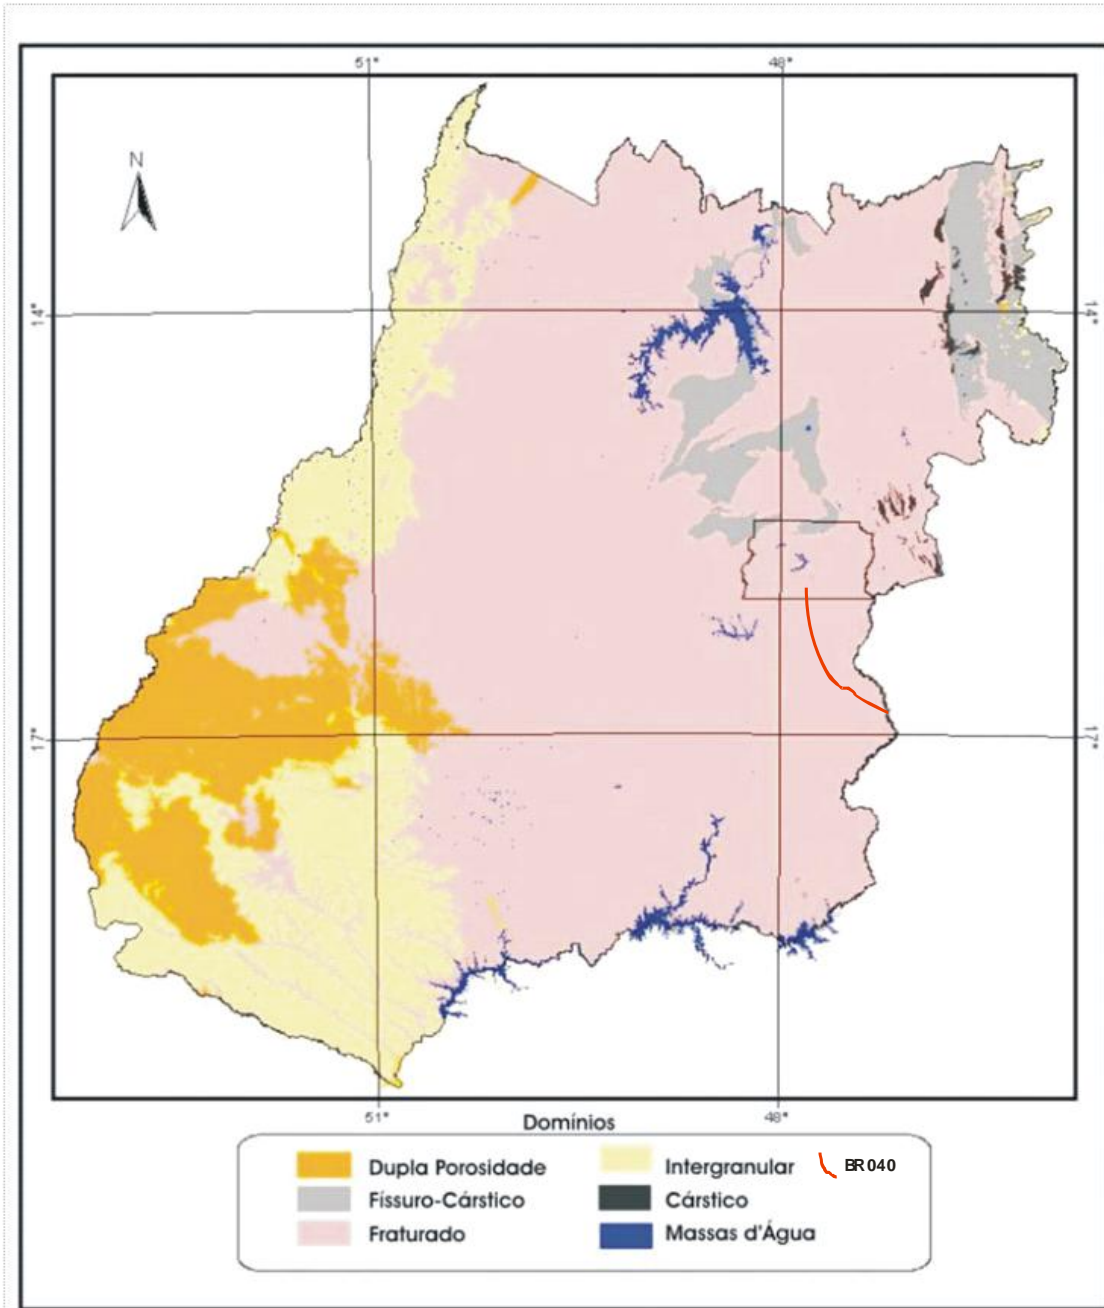 51° 48°
N
14° 14°
17° 17°
51° 48°
Domínios
Dupla Porosidade Intergranular BR040
Físsuro-Cárstico Cárstico
Fraturado Massas d'Água